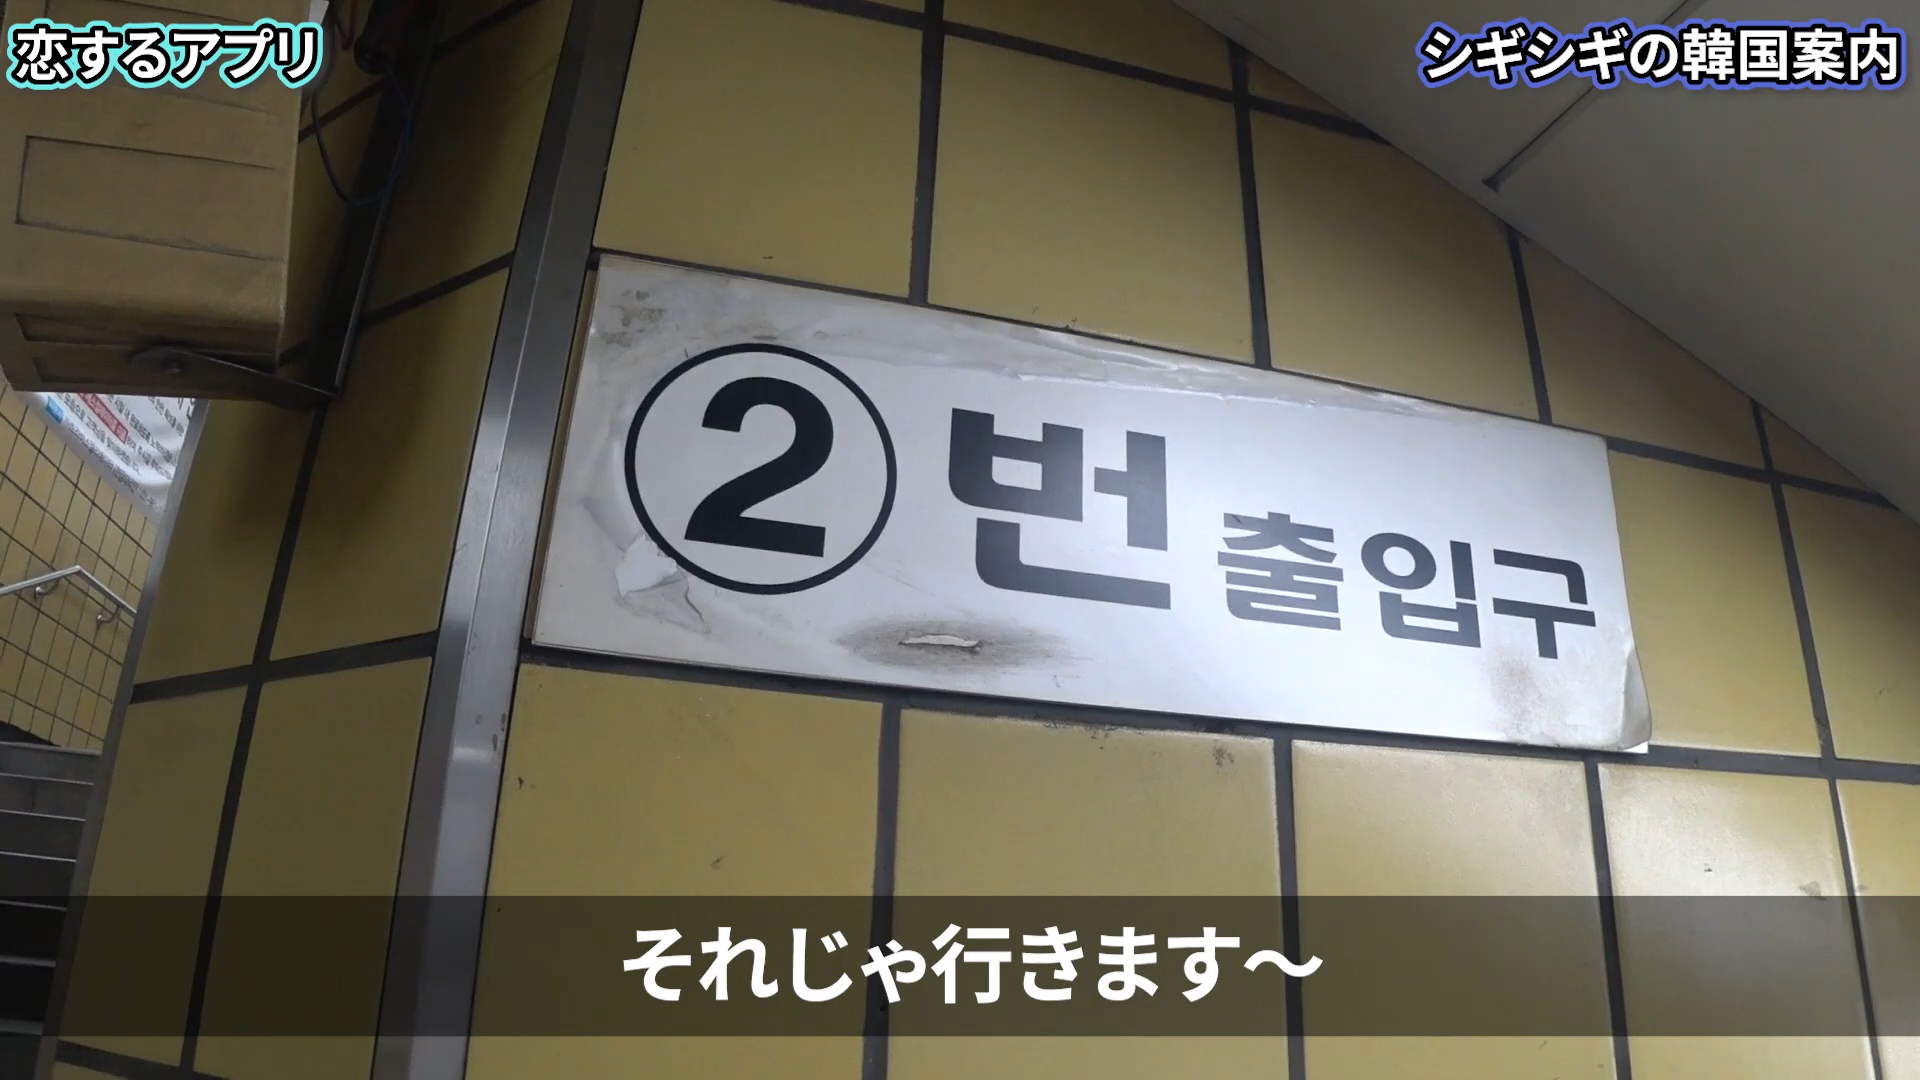 恋するアプリ
シギシギの韓国案内
② 번 출입구
それじゃ行きます～